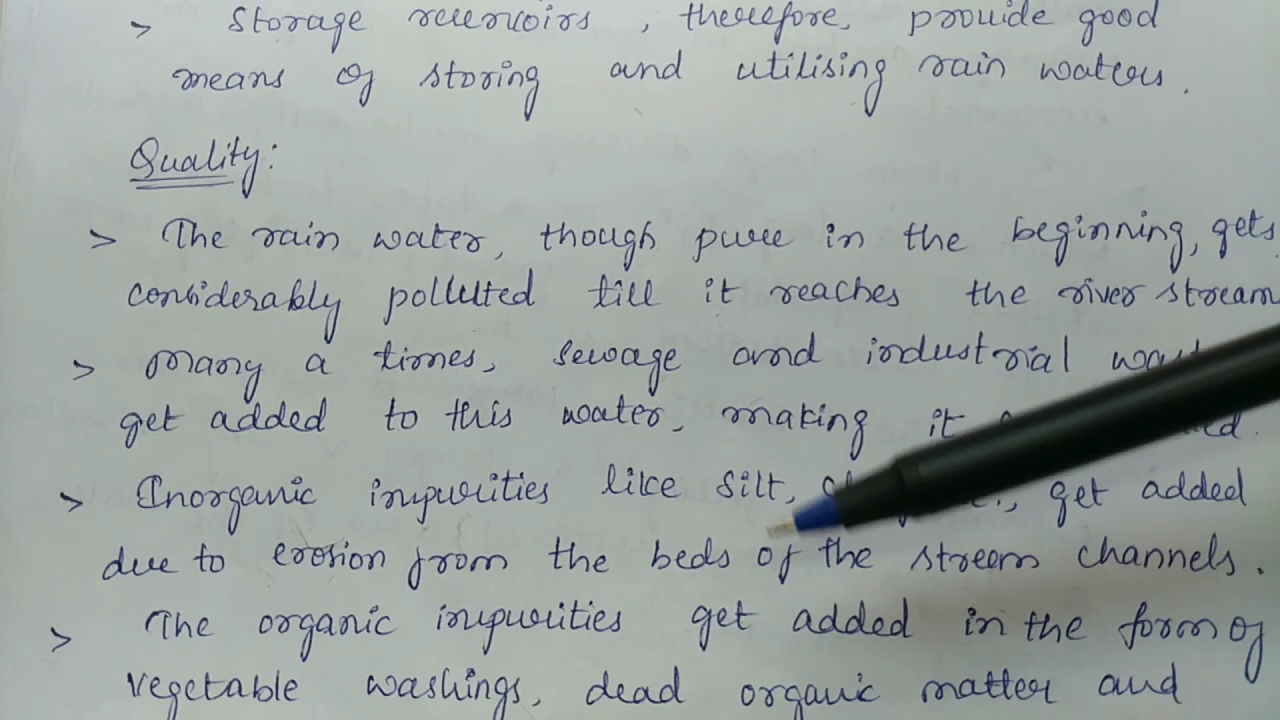 > Storage reservoirs , therefore, provide good
means of storing and utilising rain waters.
Quality:
> The rain water, though pure in the beginning, gets
considerably polluted till it reaches the river stream
> Many a times, sewage and industrial
get added to this water, making it
> Inorganic impurities like silt, get added
due to erosion from the beds of the stream channels.
> The organic impurities get added in the form of
vegetable washings, dead organic matter and